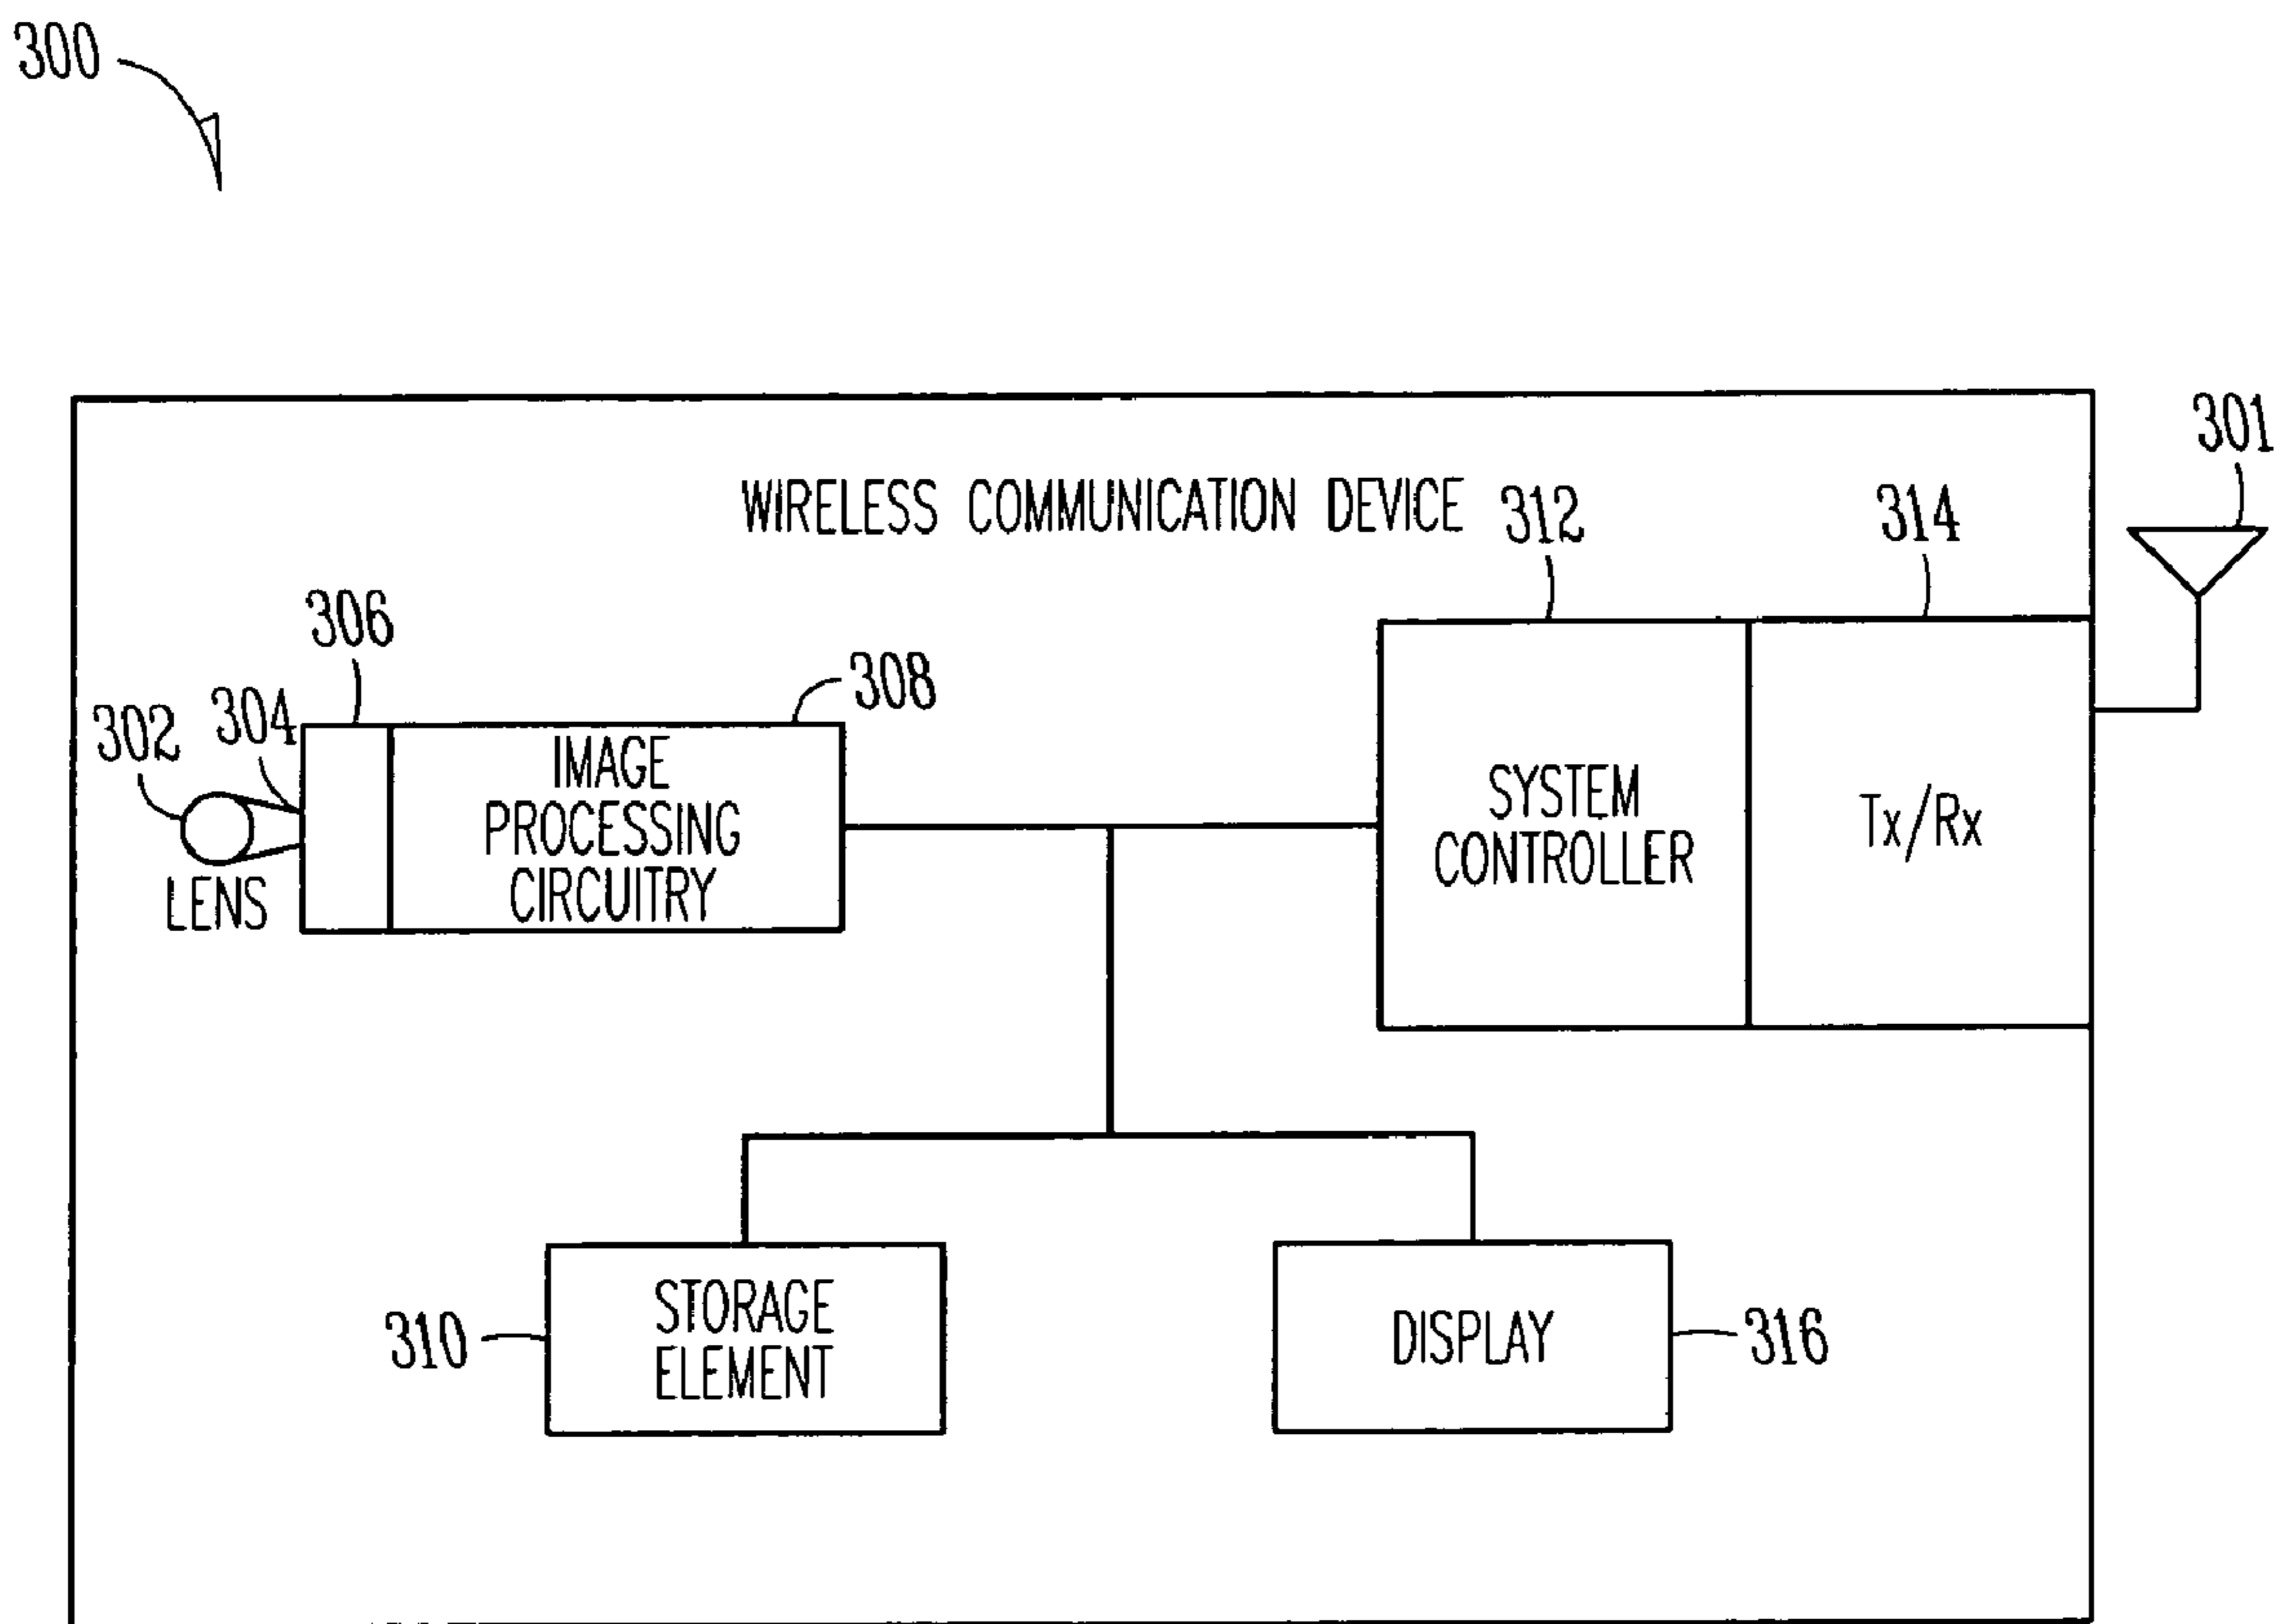 300
301
WIRELESS COMMUNICATION DEVICE
312
314
306
308
304
302
IMAGE
PROCESSING
CIRCUITRY
LENS
SYSTEM
CONTROLLER
Tx/Rx
STORAGE
ELEMENT
310
DISPLAY
316